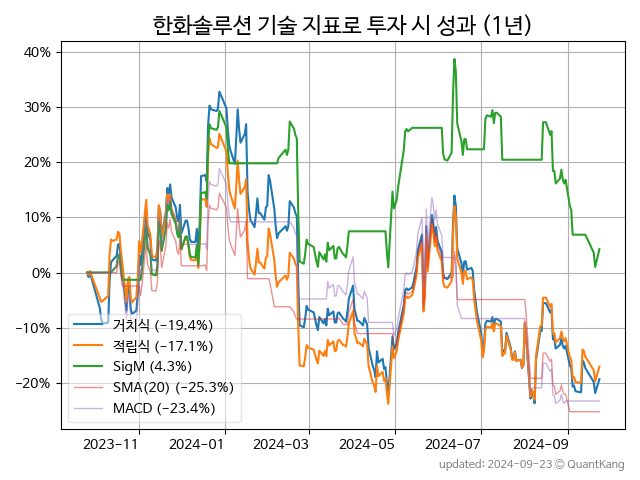 한화솔루션 기술 지표로 투자 시 성과 (1년)
40%
30%
20%
10%
0%
−10%
−20%
거치식 (−19.4%)
적립식 (−17.1%)
SigM (4.3%)
SMA(20) (−25.3%)
MACD (−23.4%)
2023-11
2024-01
2024-03
2024-05
2024-07
2024-09
updated: 2024-09-23 © QuantKang